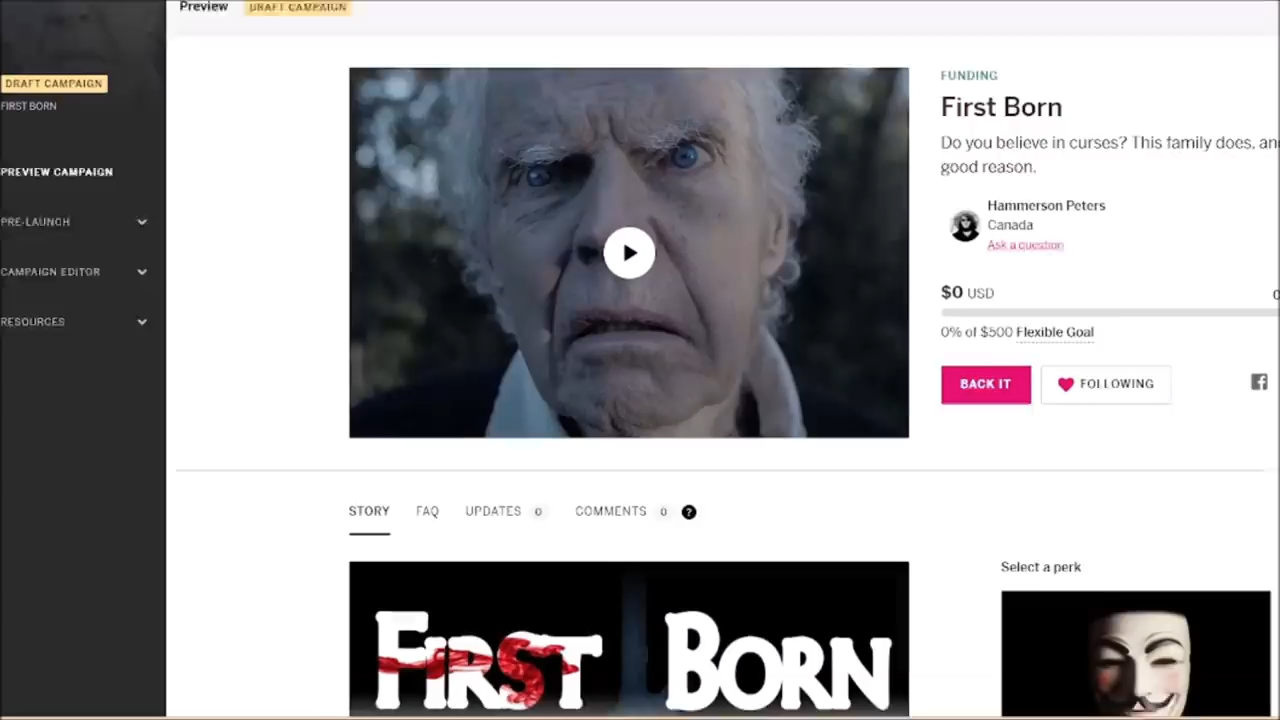 Preview DRAFT CAMPAIGN
DRAFT CAMPAIGN
FIRST BORN
PREVIEW CAMPAIGN
PRE-LAUNCH
CAMPAIGN EDITOR
RESOURCES
FUNDING
First Born
Do you believe in curses? This family does, an
good reason.
Hammerson Peters
Canada
Ask a question
$0 USD
0% of $500 Flexible Goal
BACK IT
FOLLOWING
STORY FAQ UPDATES 0 COMMENTS 0 ?
Select a perk
FIRST BORN